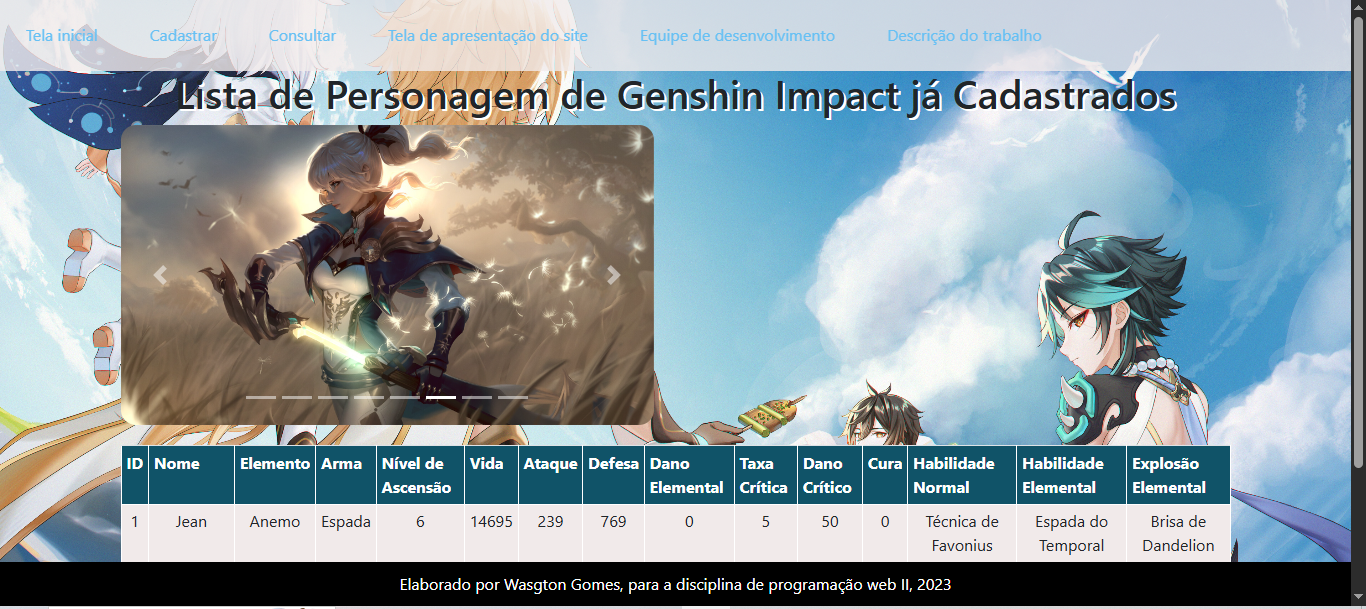 Tela inicial Cadastrar Consultar Tela de apresentação do site Equipe de desenvolvimento Descrição do trabalho
Lista de Personagem de Genshin Impact já Cadastrados
ID Nome Elemento Arma Nível de Ascensão Vida Ataque Defesa Dano Elemental Taxa Crítica Dano Crítico Cura Habilidade Normal Habilidade Elemental Explosão Elemental
1 Jean Anemo Espada 6 14695 239 769 0 5 50 0 Técnica de Favonius Espada do Temporal Brisa de Dandelion
Elaborado por Wasgton Gomes, para a disciplina de programação web II, 2023